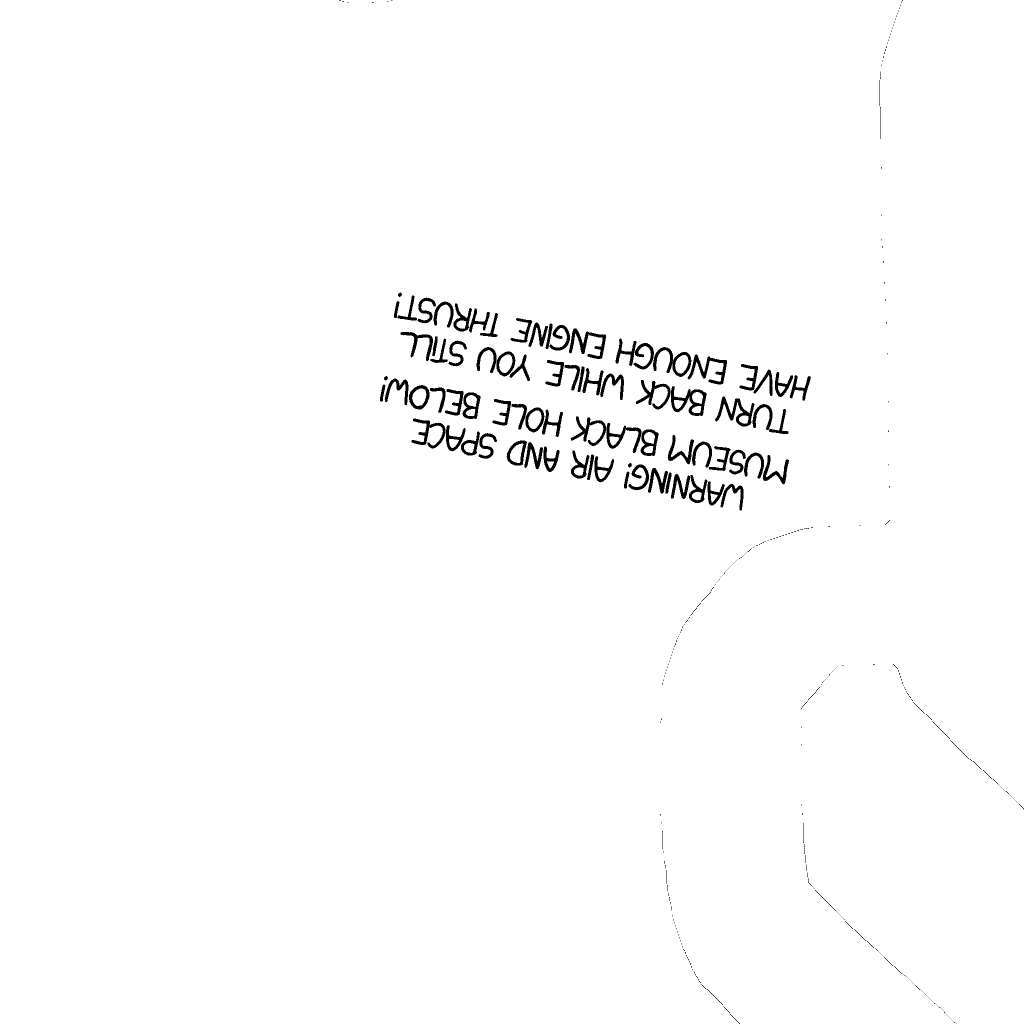 WARNING! AIR AND SPACE
MUSEUM BLACK HOLE BELOW!
TURN BACK WHILE YOU STILL
HAVE ENOUGH ENGINE THRUST!